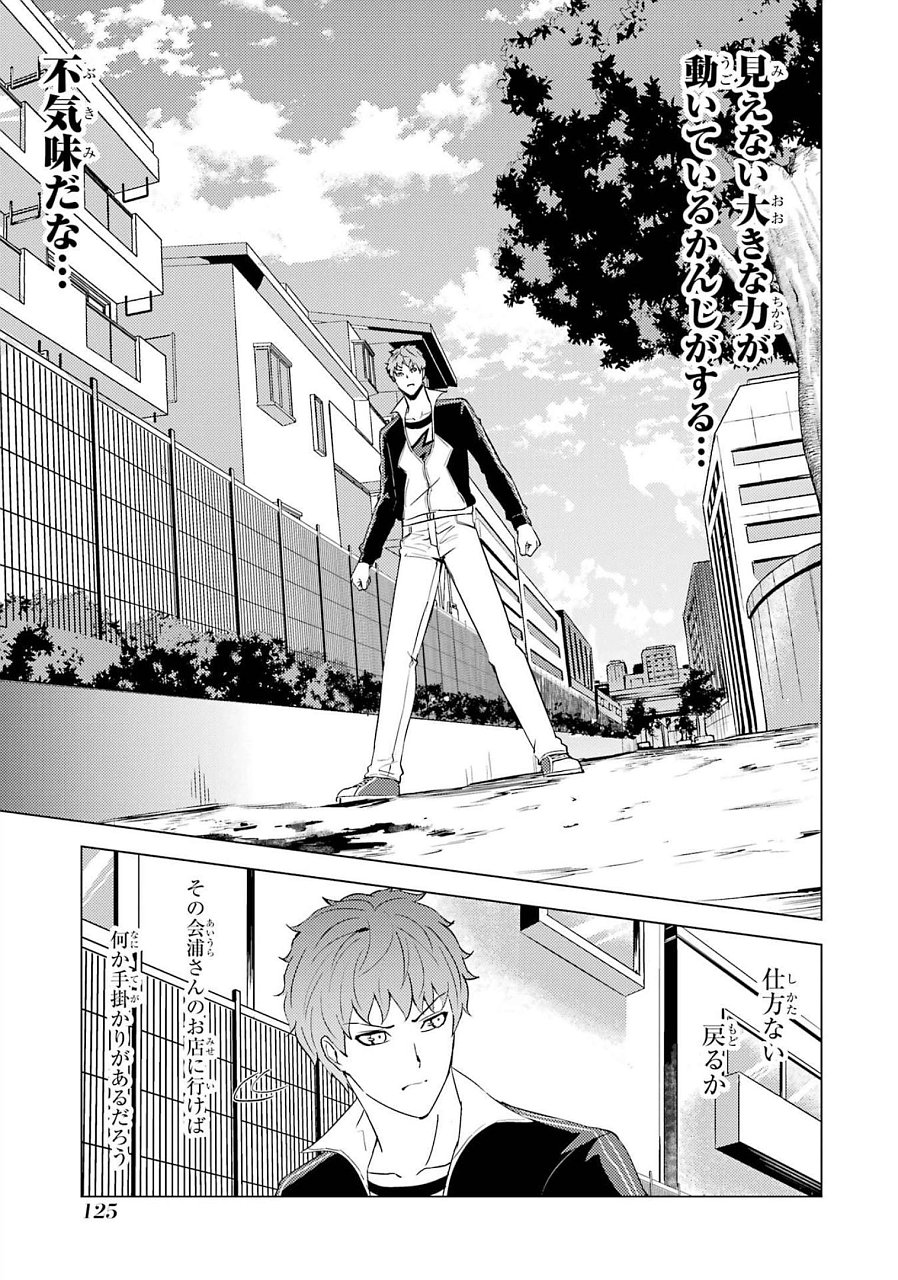 見えない大きな力が
動いているかんじがする…
不気味だな…
仕方ない
戻るか
その会浦さんのお店に行けば
何か手掛かりがあるだろう
125